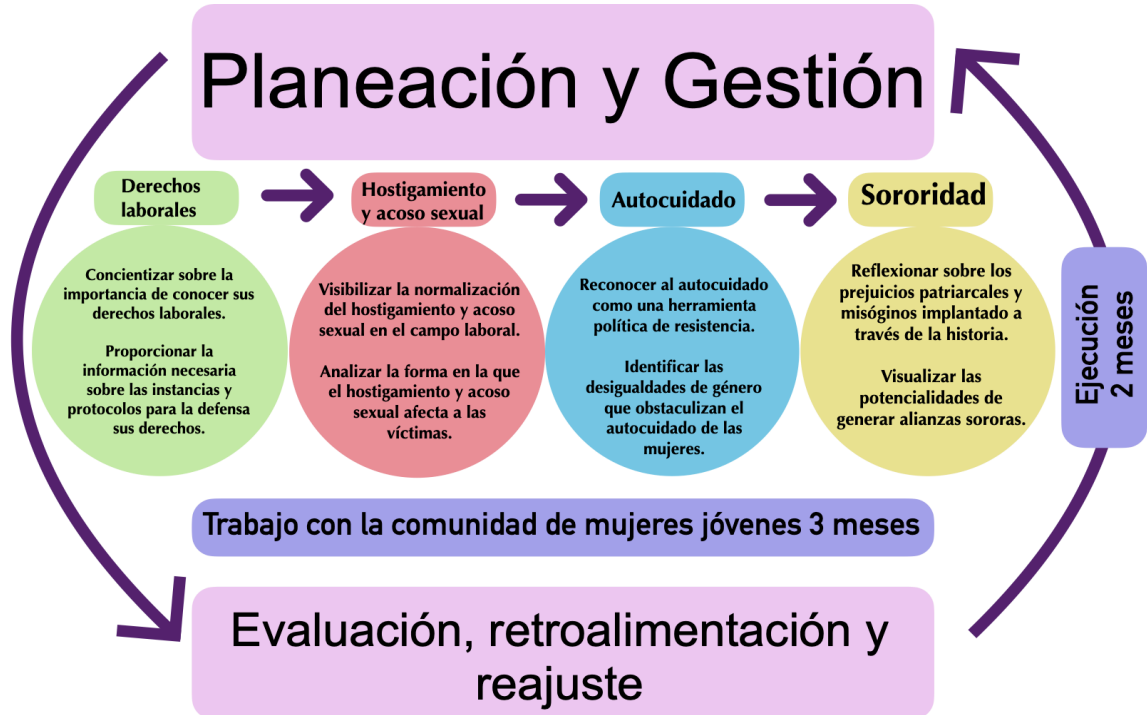 Planeación y Gestión
Derechos
laborales
Hostigamiento
y acoso sexual
Autocuidado
Sororidad
Concientizar sobre la
importancia de conocer sus
derechos laborales.
Proporcionar la
información necesaria
sobre las instancias y
protocolos para la defensa
sus derechos.
Visibilizar la normalización
del hostigamiento y acoso
sexual en el campo laboral.
Analizar la forma en la que
el hostigamiento y acoso
sexual afecta a las
víctimas.
Reconocer al autocuidado
como una herramienta
política de resistencia.
Identificar las
desigualdades de género
que obstaculizan el
autocuidado de las
mujeres.
Reflexionar sobre los
prejuicios patriarcales y
misóginos implantado a
través de la historia.
Visualizar las
potencialidades de
generar alianzas sororas.
Ejecución
2 meses
Trabajo con la comunidad de mujeres jóvenes 3 meses
Evaluación, retroalimentación y
reajuste